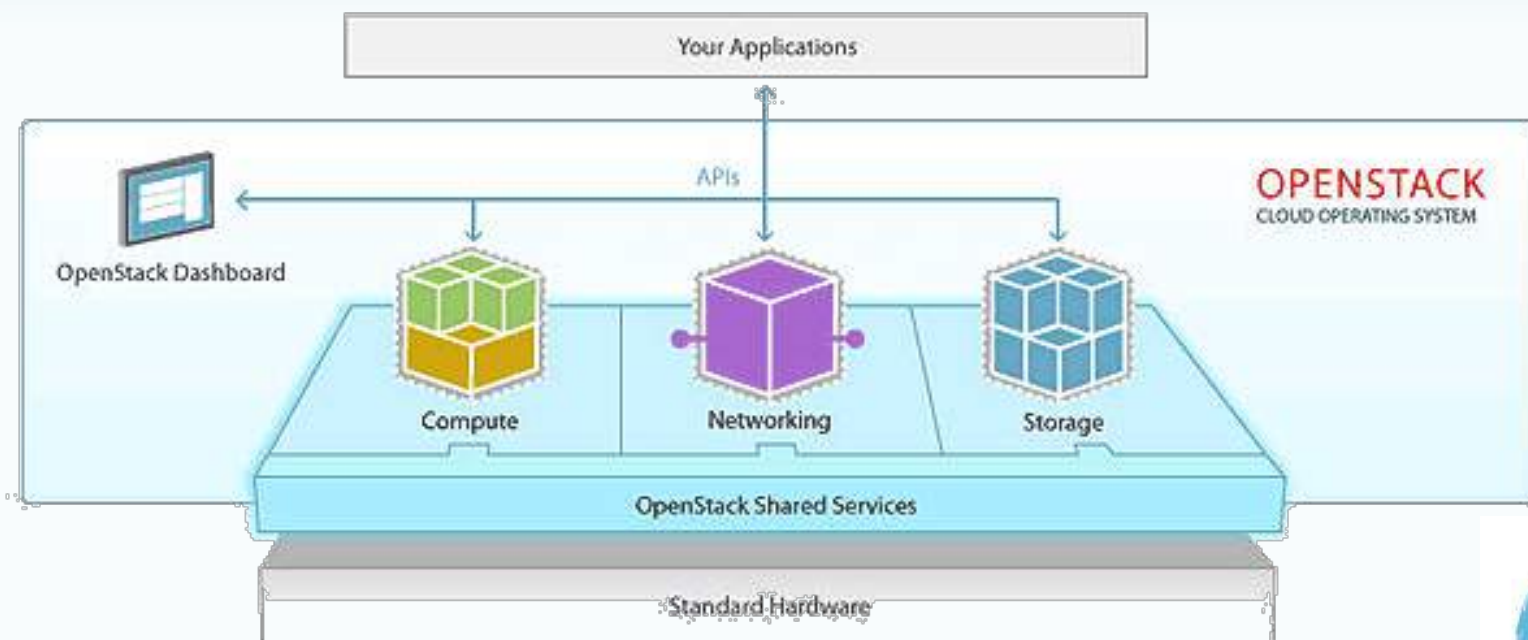 Your Applications
APIs
OPENSTACK
CLOUD OPERATING SYSTEM
OpenStack Dashboard
Compute
Networking
Storage
OpenStack Shared Services
Standard Hardware